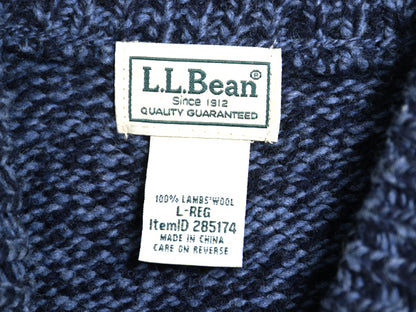 L.L.Bean®
Since 1912
QUALITY GUARANTEED
100% LAMBS' WOOL
L-REG
ItemID 285174
MADE IN CHINA
CARE ON REVERSE